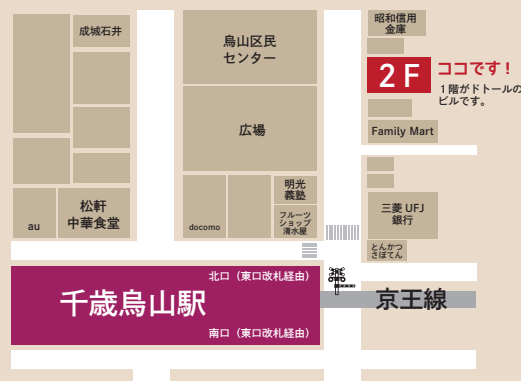 成城石井
烏山区民
センター
昭和信用
金庫
2F
ココです！
１階がドトールの
ビルです。
広場
Family Mart
au
松軒
中華食堂
docomo
明光
義塾
フルーツ
ショップ
清水屋
三菱 UFJ
銀行
とんかつ
さぼてん
北口（東口改札経由）
千歳烏山駅
京王線
南口（東口改札経由）